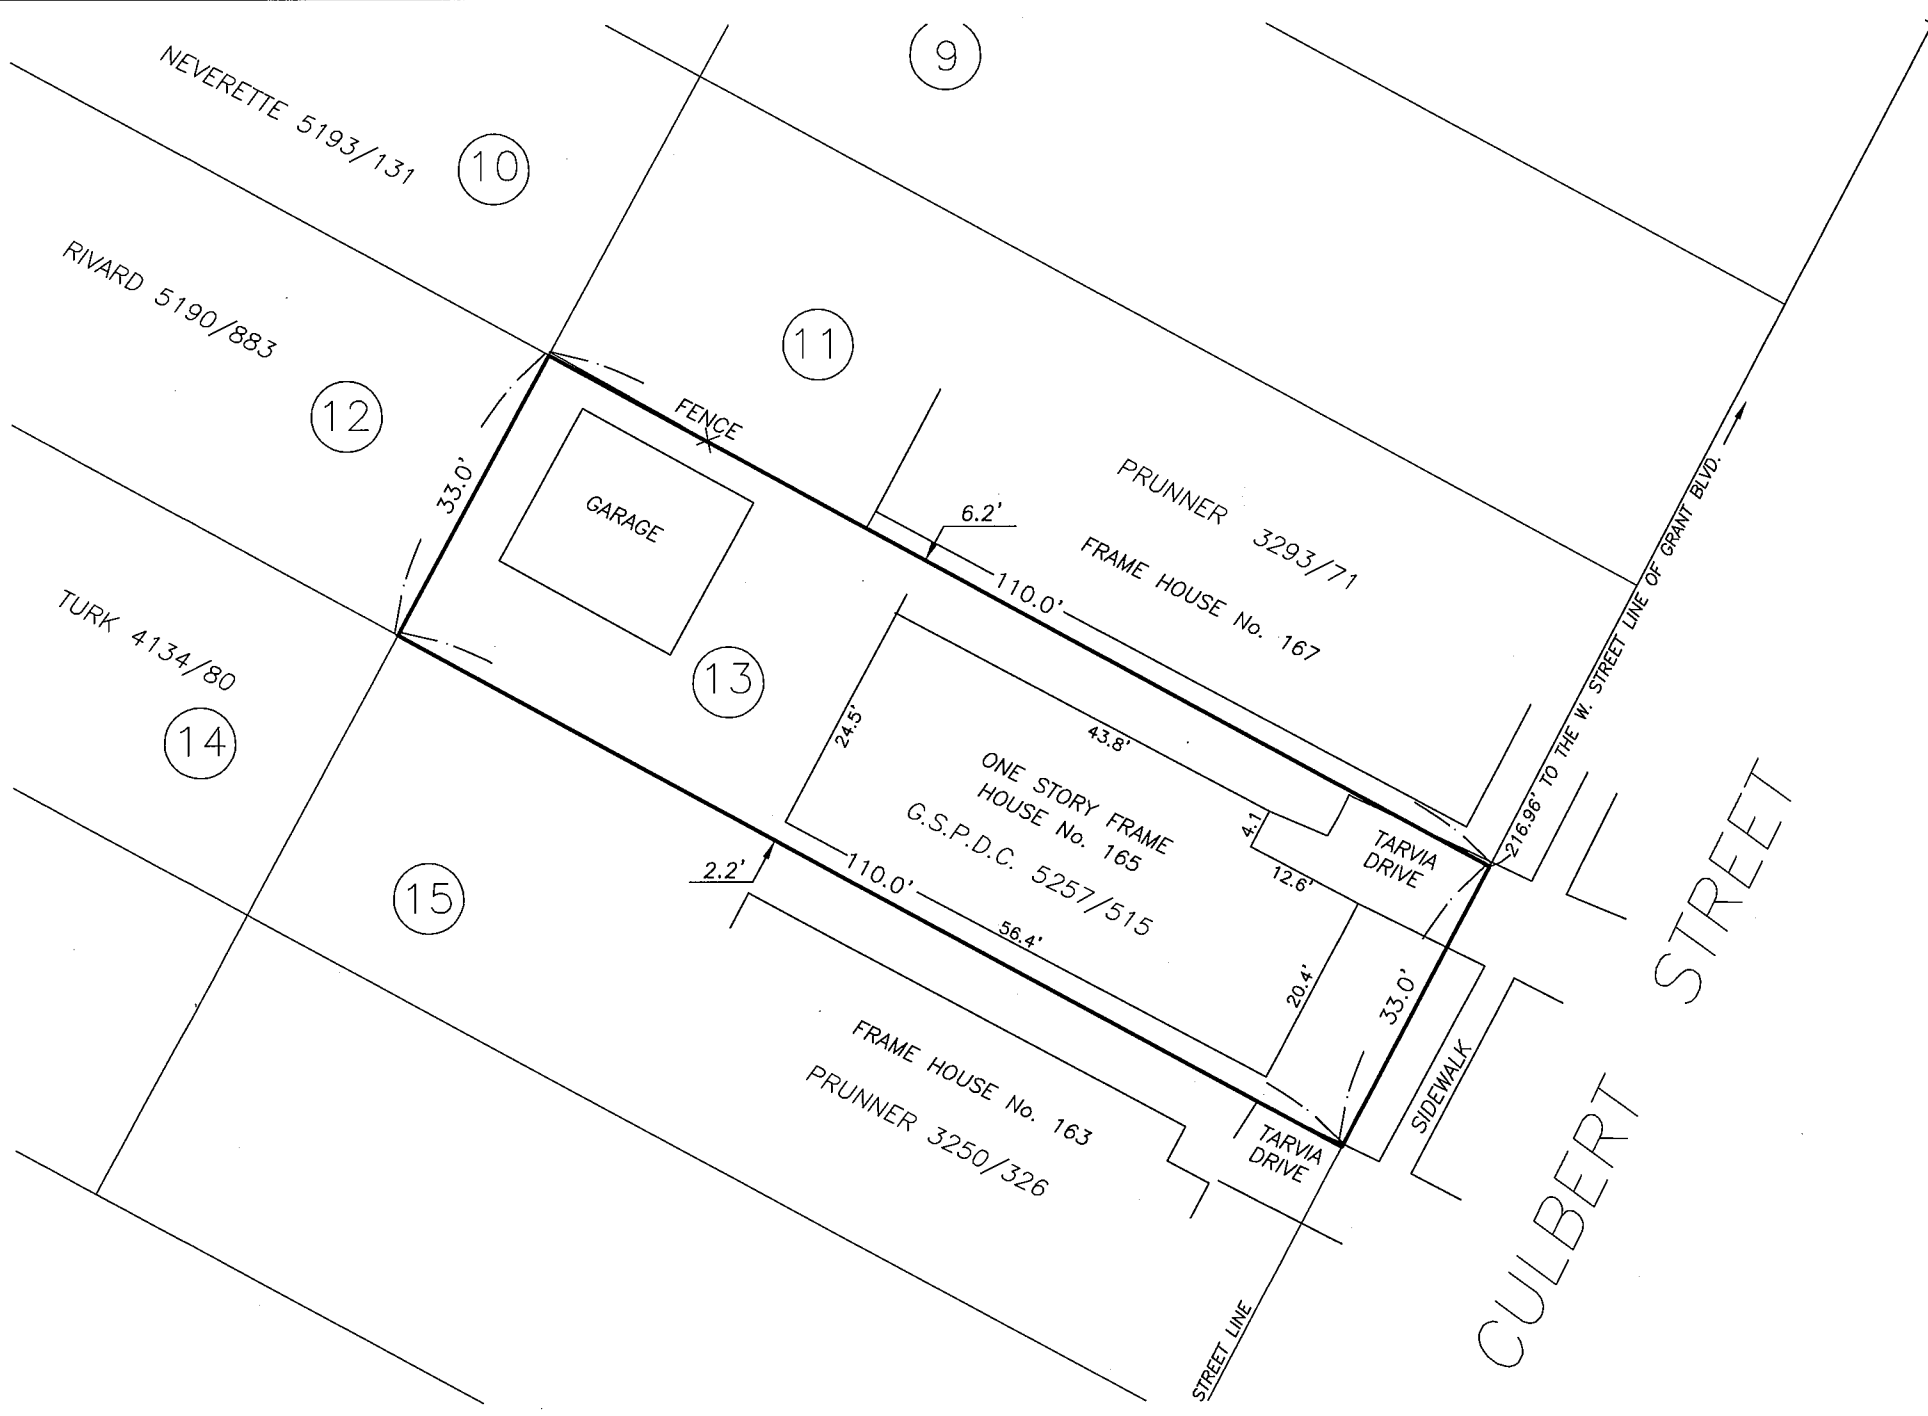 9
NEVERETTE 5193/131
10
RIVARD 5190/883
12
11
FENCE
33.0'
GARAGE
6.2'
PRUNNER 3293/71
FRAME HOUSE No. 167
110.0'
216.96' TO THE W. STREET LINE OF GRANT BLVD.
TURK 4134/80
14
13
24.5'
43.8'
ONE STORY FRAME
HOUSE No. 165
G.S.P.D.C. 5257/515
4.1
12.6'
TARVIA
DRIVE
2.2'
110.0'
56.4'
20.4'
33.0'
15
FRAME HOUSE No. 163
PRUNNER 3250/326
TARVIA
DRIVE
SIDEWALK
STREET LINE
CULBERT STREET